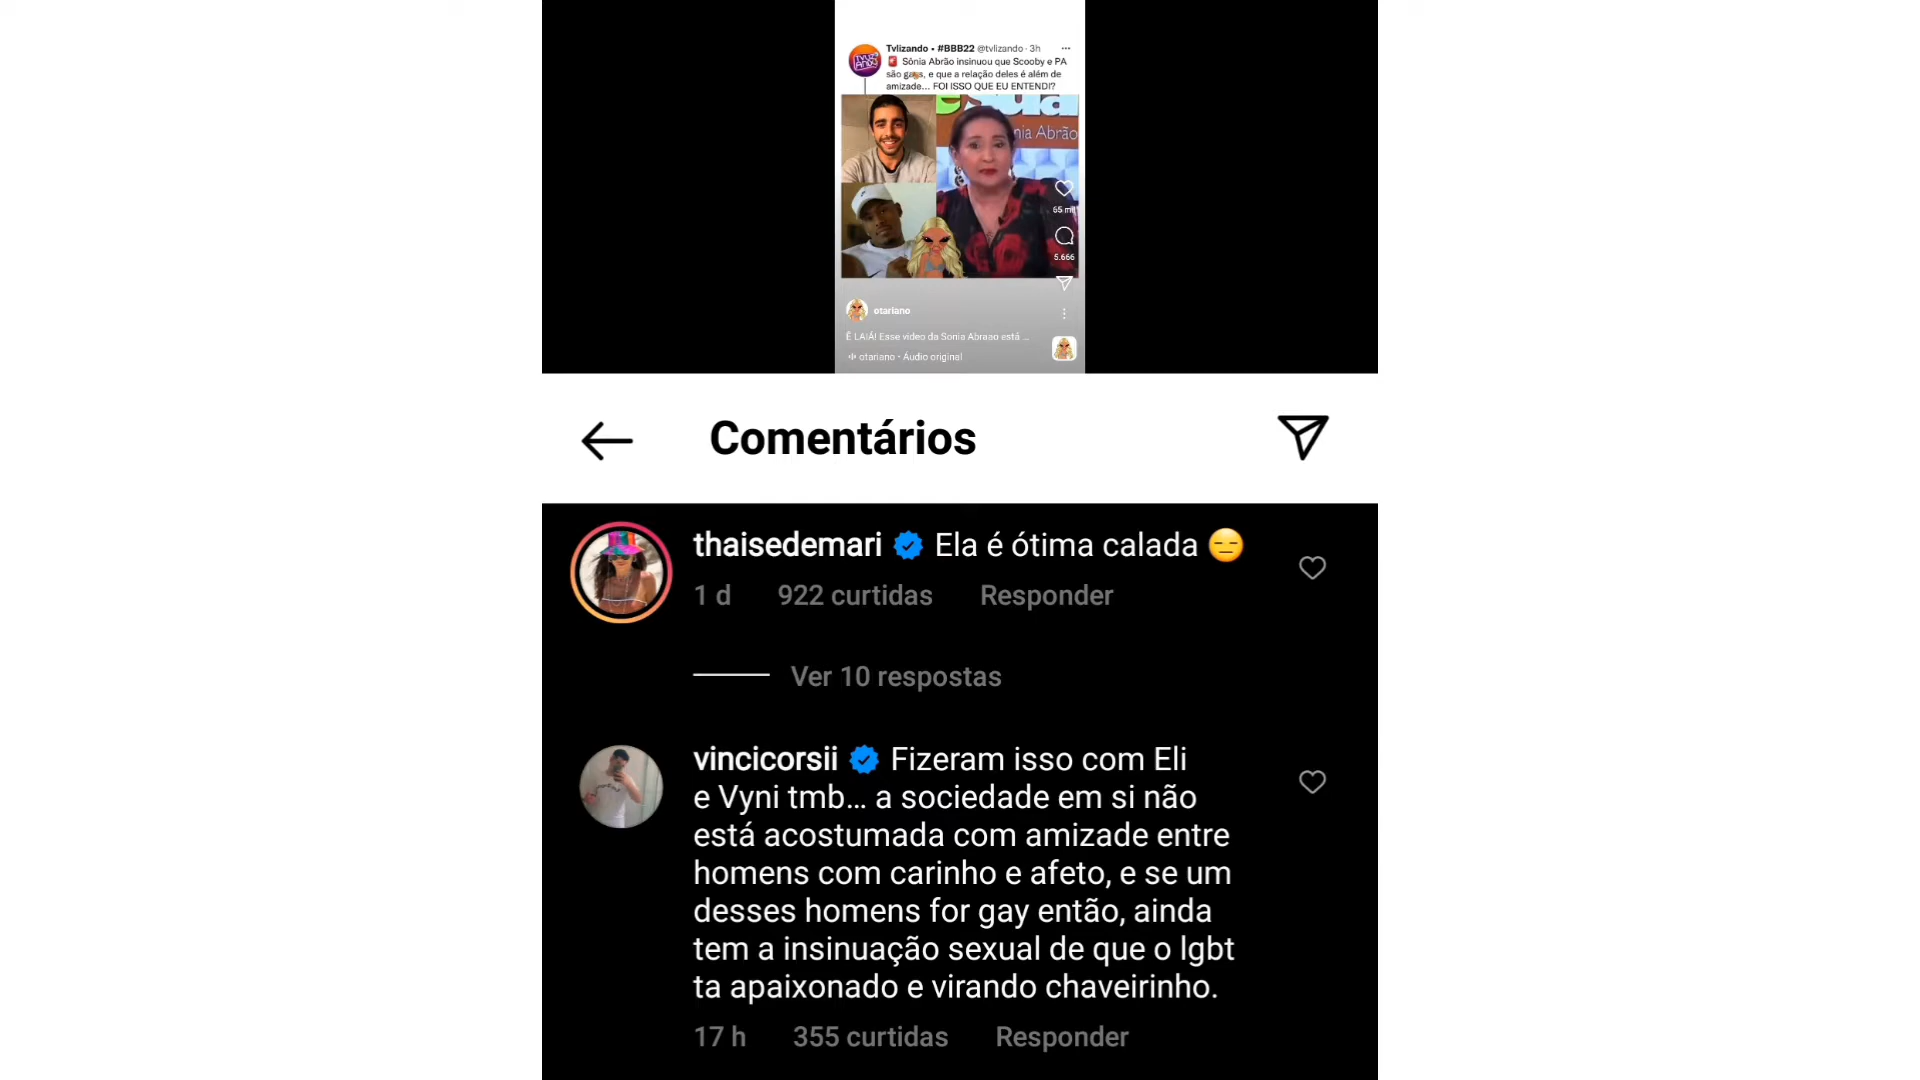 Tvlizando • #BBB22 @tvlizando · 3h
🚨 Sônia Abrão insinuou que Scooby e PA
são gays, e que a relação deles é além de
amizade... FOI ISSO QUE EU ENTENDI?
nia Abrão
65 mil
5.666
otariano
Ê LAIÁ! Esse video da Sonia Abraao está ...
otariano • Áudio original
Comentários
thaisedemari Ela é ótima calada 😑
1 d 922 curtidas Responder
Ver 10 respostas
vincicorsii Fizeram isso com Eli
e Vyni tmb... a sociedade em si não
está acostumada com amizade entre
homens com carinho e afeto, e se um
desses homens for gay então, ainda
tem a insinuação sexual de que o lgbt
ta apaixonado e virando chaveirinho.
17 h 355 curtidas Responder